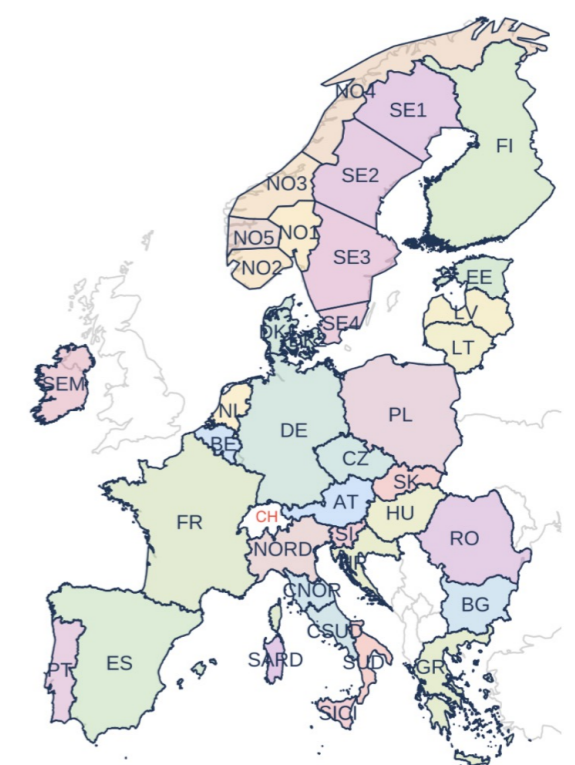 NO4
SE1
FI
SE2
NO3
NO1
NO5
SE3
NO2
EE
LV
SE4
LT
SEM
NL
PL
DE
BE
CZ
SK
AT
HU
FR
CH
SI
RO
NORD
CNOR
BG
CSUD
SARD
SUD
ES
PT
GR
SICI